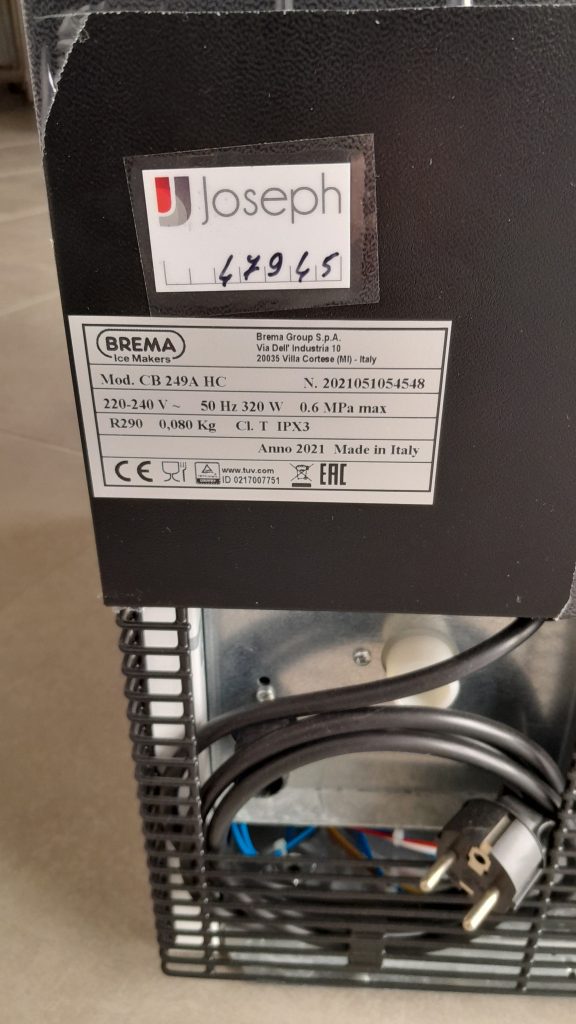 Joseph
47945
BREMA
Ice Makers
Brema Group S.p.A.
Via Dell' Industria 10
20035 Villa Cortese (MI) - Italy
Mod. CB 249A HC N. 2021051054548
220-240 V ~ 50 Hz 320 W 0.6 MPa max
R290 0,080 Kg Cl. T IPX3
Anno 2021 Made in Italy
CE www.tuv.com EAC
ID 0217007751